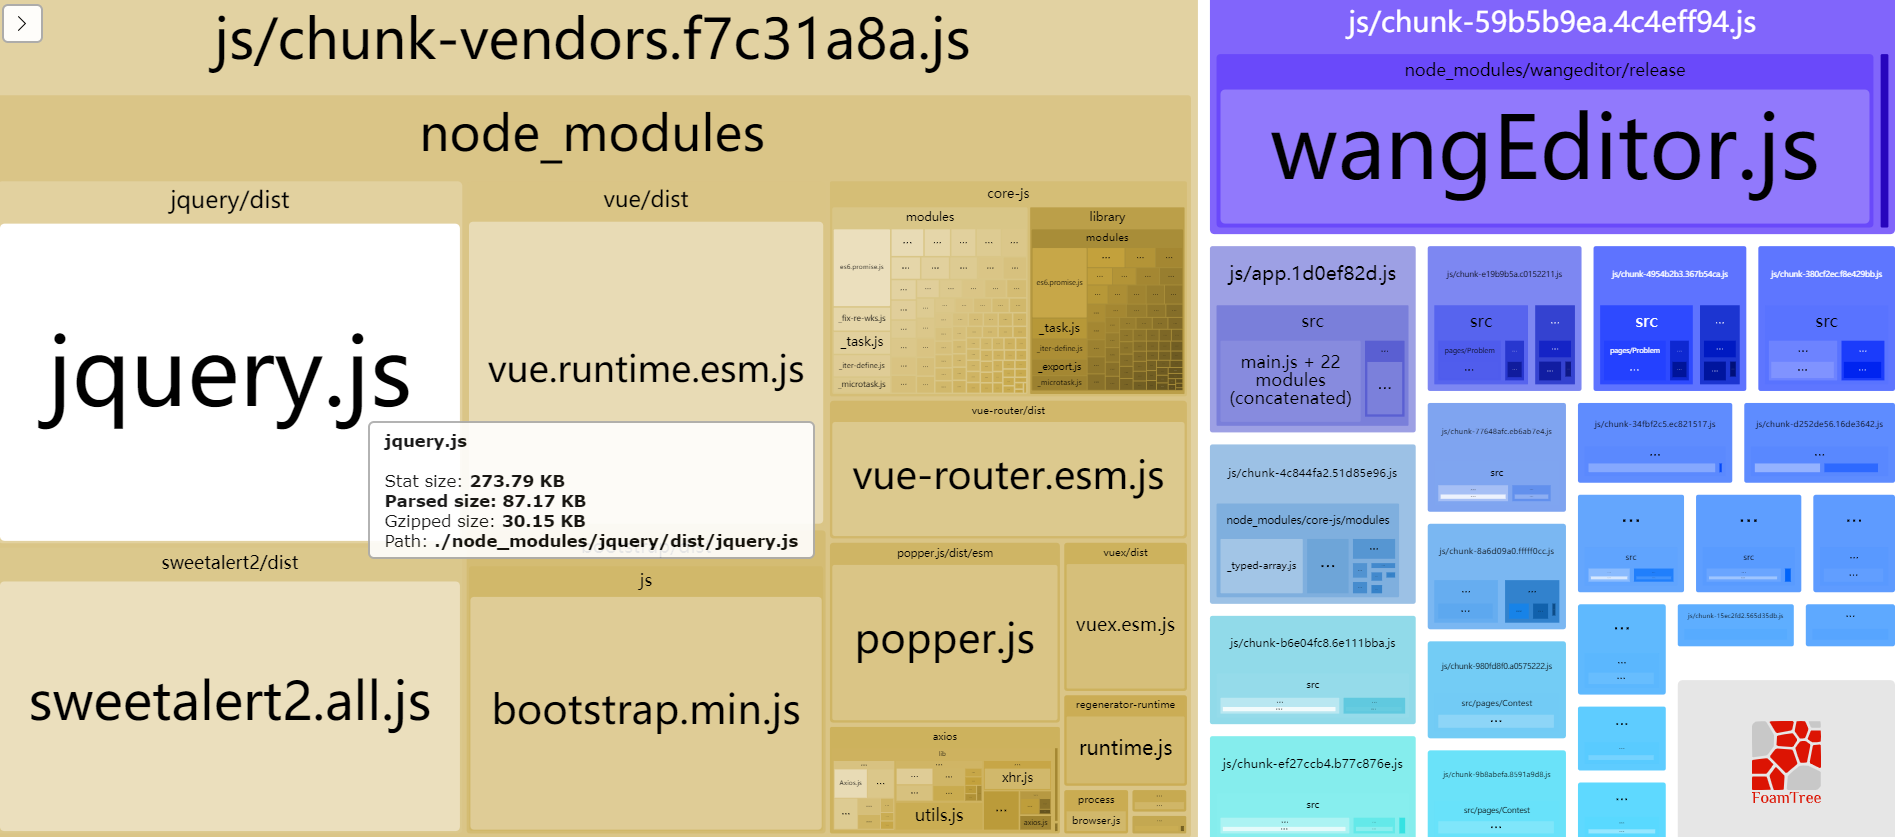 js/chunk-vendors.f7c31a8a.js
node_modules
jquery/dist
jquery.js
vue/dist
vue.runtime.esm.js
jquery.js
Stat size: 273.79 KB
Parsed size: 87.17 KB
Gzipped size: 30.15 KB
Path: ./node_modules/jquery/dist/jquery.js
sweetalert2/dist
sweetalert2.all.js
js
bootstrap.min.js
core-js
modules
es6.promise.js
_fix-re-wks.js
_task.js
_iter-define.js
_microtask.js
library
modules
es6.promise.js
_task.js
_iter-define.js
_export.js
_microtask.js
vue-router/dist
vue-router.esm.js
popper.js/dist/esm
popper.js
vuex/dist
vuex.esm.js
regenerator-runtime
runtime.js
axios
lib
Axios.js
utils.js
xhr.js
axios.js
process
browser.js
js/chunk-59b5b9ea.4c4eff94.js
node_modules/wangeditor/release
wangEditor.js
js/app.1d0ef82d.js
src
main.js + 22
modules
(concatenated)
js/chunk-e19b9b5a.c0152211.js
src
pages/Problem
js/chunk-4954b2b3.367b54ca.js
src
pages/Problem
js/chunk-380cf2ec.f8e429bb.js
src
js/chunk-77648afc.eb6ab7e4.js
src
js/chunk-34fbf2c5.ec821517.js
js/chunk-d252de56.16de3642.js
js/chunk-4c844fa2.51d85e96.js
node_modules/core-js/modules
_typed-array.js
js/chunk-8a6d09a0.fffff0cc.js
src
src
js/chunk-b6e04fc8.6e111bba.js
src
js/chunk-980fd8f0.a0575222.js
src/pages/Contest
js/chunk-15ec2fd2.565d35db.js
js/chunk-ef27ccb4.b77c876e.js
src
js/chunk-9b8abefa.8591a9d8.js
src/pages/Contest
FoamTree